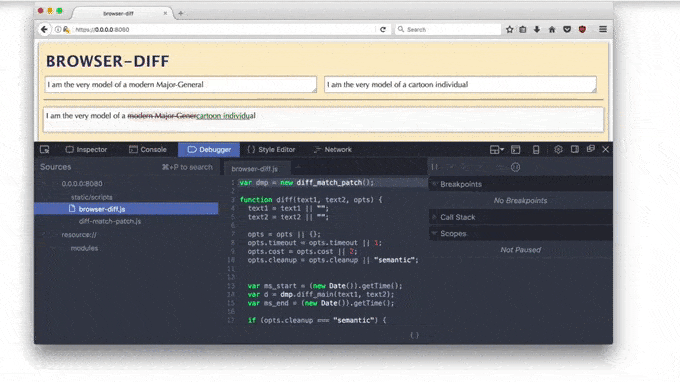 browser-diff
https://0.0.0.0:8080
Search
BROWSER-DIFF
I am the very model of a modern Major-General
I am the very model of a cartoon individual
I am the very model of a modern Major-Genercartoon individual
Inspector
Console
Debugger
Style Editor
Network
Sources
⌘+P to search
0.0.0.0:8080
static/scripts
browser-diff.js
diff-match-patch.js
resource://
modules
browser-diff.js
1 var dmp = new diff_match_patch();
2
3 function diff(text1, text2, opts) {
4 text1 = text1 || "";
5 text2 = text2 || "";
6
7 opts = opts || {};
8 opts.timeout = opts.timeout || 1;
9 opts.cost = opts.cost || 2;
10 opts.cleanup = opts.cleanup || "semantic";
11
12
13 var ms_start = (new Date()).getTime();
14 var d = dmp.diff_main(text1, text2);
15 var ms_end = (new Date()).getTime();
16
17 if (opts.cleanup === "semantic") {
{}
Breakpoints
No Breakpoints
Call Stack
Scopes
Not Paused